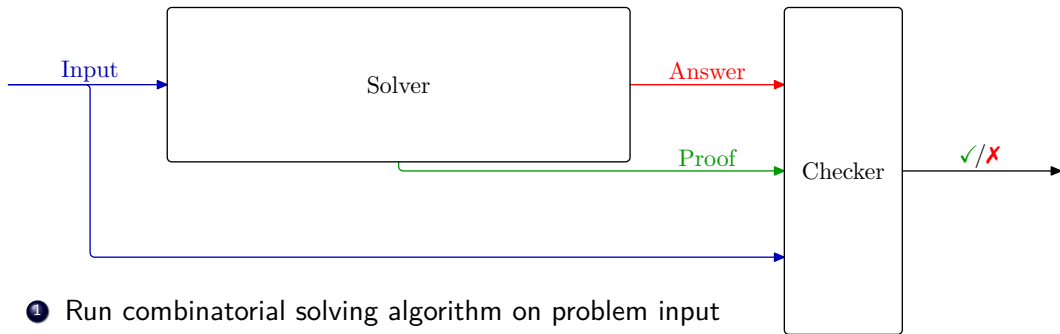 Input
Solver
Answer
Proof
Checker
✓/✗
1 Run combinatorial solving algorithm on problem input